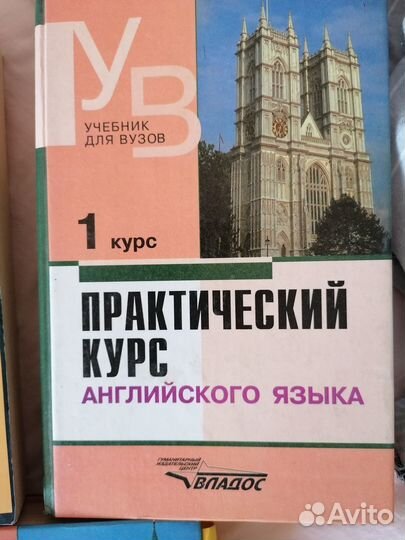 УВ
УЧЕБНИК
ДЛЯ ВУЗОВ
1 курс
ПРАКТИЧЕСКИЙ
КУРС
АНГЛИЙСКОГО ЯЗЫКА
ГУМАНИТАРНЫЙ
ИЗДАТЕЛЬСКИЙ
ЦЕНТР
ВЛАДОС
Avito